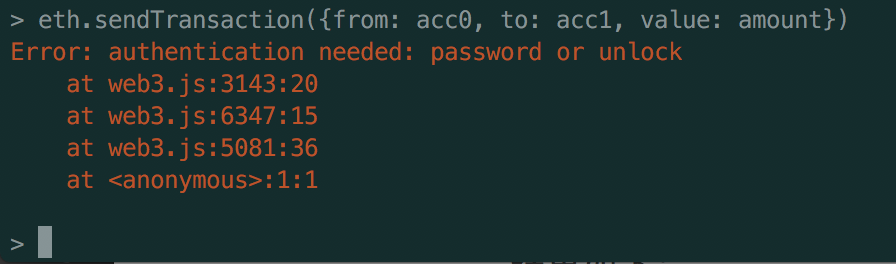 > eth.sendTransaction({from: acc0, to: acc1, value: amount})
Error: authentication needed: password or unlock
    at web3.js:3143:20
    at web3.js:6347:15
    at web3.js:5081:36
    at <anonymous>:1:1
>